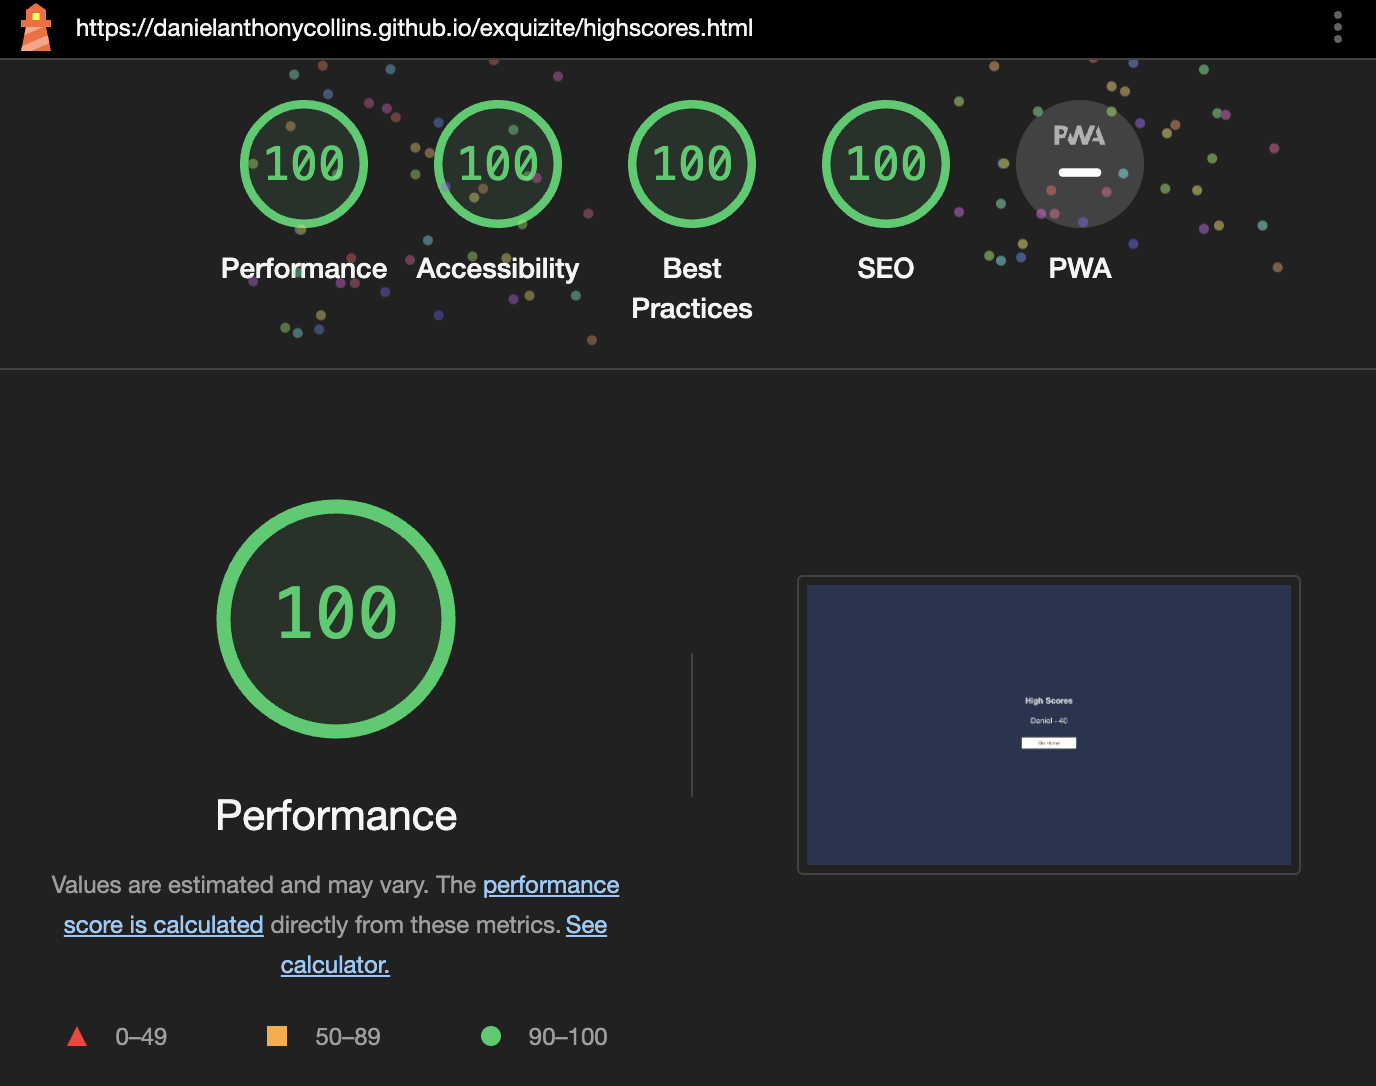 https://danielanthonycollins.github.io/exquizite/highscores.html
100
100
100
100
PWA
Performance
Accessibility
Best
Practices
SEO
PWA
100
Performance
Values are estimated and may vary. The performance
score is calculated directly from these metrics. See
calculator.
0–49
50–89
90–100
High Scores
Daniel - 40
Go Home